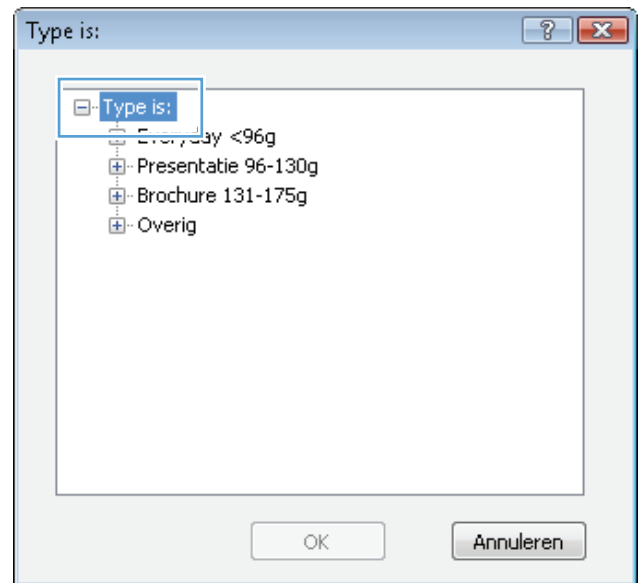 Type is:
Type is:
Everyday <96g
Presentatie 96-130g
Brochure 131-175g
Overig
OK
Annuleren